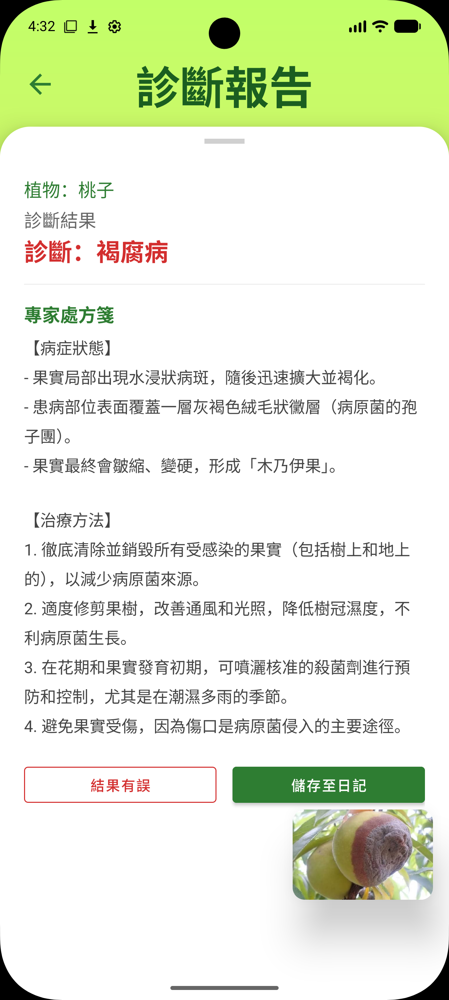 4:32
診斷報告
植物：桃子
診斷結果
診斷：褐腐病
專家處方箋
【病症狀態】
- 果實局部出現水浸狀病斑，隨後迅速擴大並褐化。
- 患病部位表面覆蓋一層灰褐色絨毛狀黴層（病原菌的孢
子團）。
- 果實最終會皺縮、變硬，形成「木乃伊果」。
【治療方法】
1. 徹底清除並銷毀所有受感染的果實（包括樹上和地上
的），以減少病原菌來源。
2. 適度修剪果樹，改善通風和光照，降低樹冠濕度，不
利病原菌生長。
3. 在花期和果實發育初期，可噴灑核准的殺菌劑進行預
防和控制，尤其是在潮濕多雨的季節。
4. 避免果實受傷，因為傷口是病原菌侵入的主要途徑。
結果有誤
儲存至日記